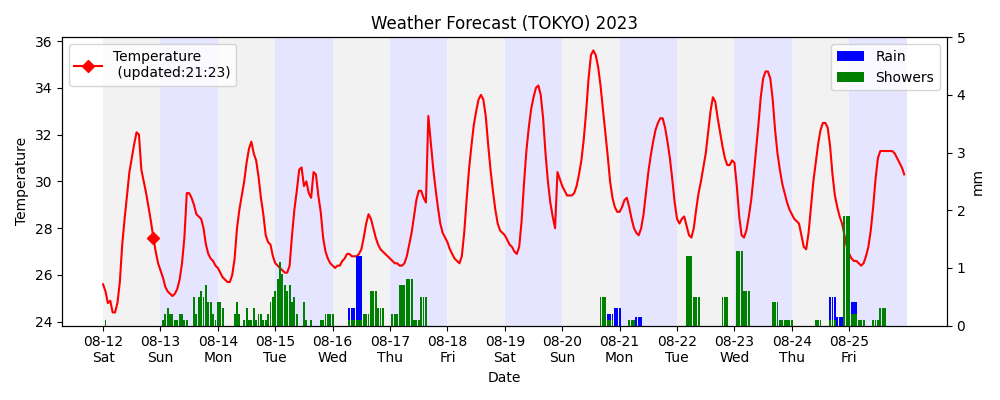 Weather Forecast (TOKYO) 2023
Temperature
(updated:21:23)
Rain
Showers
Temperature
36
34
32
30
28
26
24
5
4
3
2
1
0
mm
08-12 08-13 08-14 08-15 08-16 08-17 08-18 08-19 08-20 08-21 08-22 08-23 08-24 08-25
Sat Sun Mon Tue Wed Thu Fri Sat Sun Mon Tue Wed Thu Fri
Date